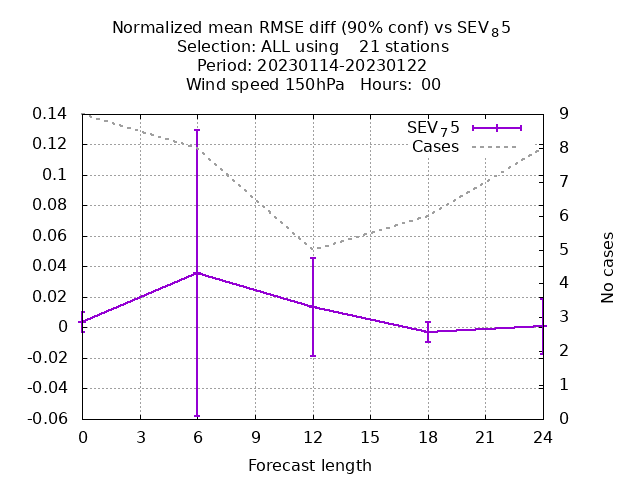 Normalized mean RMSE diff (90% conf) vs SEV₈5
Selection: ALL using    21 stations
Period: 20230114-20230122
Wind speed 150hPa   Hours:  00
SEV₇5
Cases
0.14
0.12
0.1
0.08
0.06
0.04
0.02
0
-0.02
-0.04
-0.06
9
8
7
6
5
4
3
2
1
0
No cases
0 3 6 9 12 15 18 21 24
Forecast length